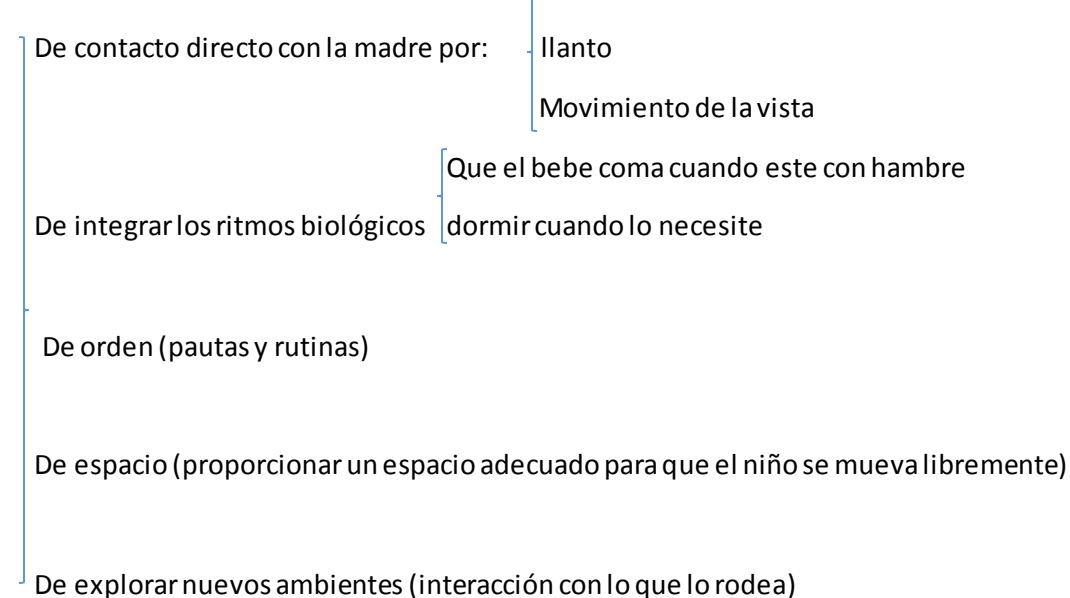 De contacto directo con la madre por: llanto
Movimiento de la vista
Que el bebe coma cuando este con hambre
De integrar los ritmos biológicos dormir cuando lo necesite
De orden (pautas y rutinas)
De espacio (proporcionar un espacio adecuado para que el niño se mueva libremente)
De explorar nuevos ambientes (interacción con lo que lo rodea)